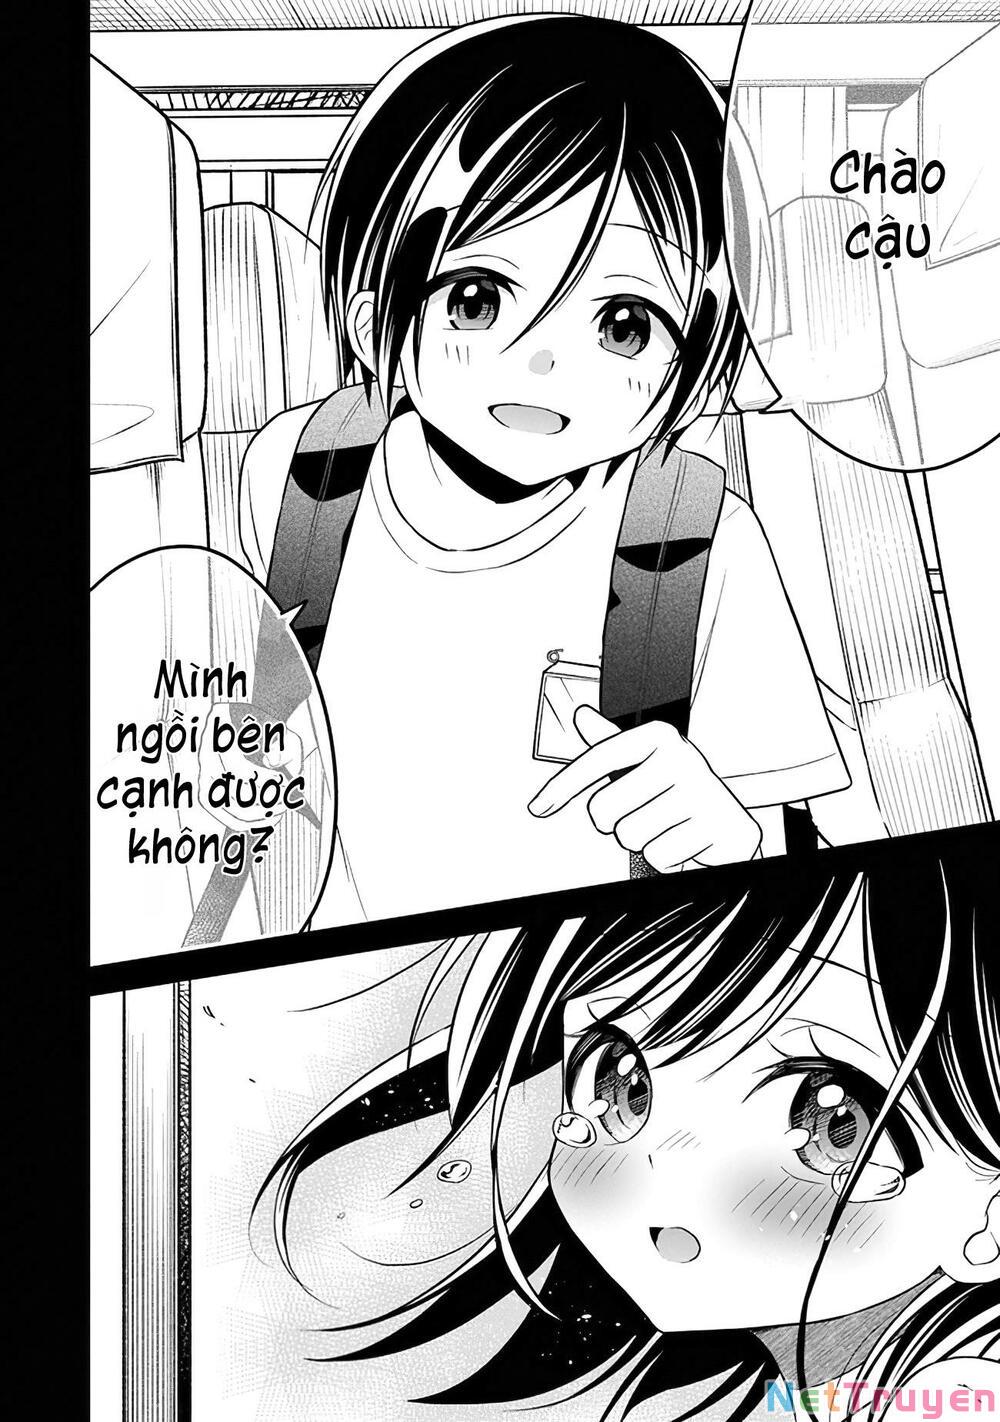 Chào
cậu
Mình
ngồi bên
cạnh được
không?
NetTruyen